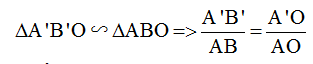 ΔA'B'O ∽ ΔABO => A'B'/AB = A'O/AO